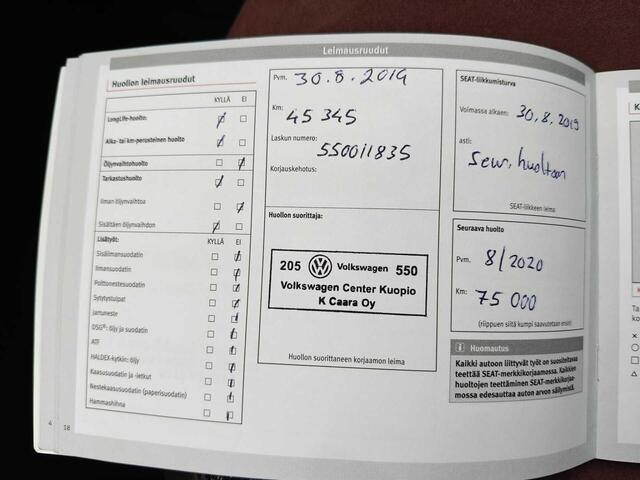 Leimausruudut
Huollon leimausruudut
KYLLÄ EI
LongLife-huolto:
Aika- tai km-perusteinen huolto
Öljynvaihtohuolto
Tarkastushuolto
ilman öljynvaihtoa
Sisältäen öljynvaihdon
Lisätyöt: KYLLÄ EI
Sisäilmansuodatin
Ilmansuodatin
Polttonestesuodatin
Sytytystulpat
Jarruneste
DSG®: öljy ja suodatin
ATF
HALDEX-kytkin: öljy
Kaasusuodatin ja -letkut
Nestekaasusuodatin (paperisuodatin)
Hammashihna
4
18
Pvm. 30.8.2019
Km: 45 345
Laskun numero:
550011835
Korjauskehotus:
Huollon suorittaja:
205 Volkswagen 550
Volkswagen Center Kuopio
K Caara Oy
Huollon suorittaneen korjaamon leima
SEAT-liikkumisturva
Voimassa alkaen: 30.8.2019
asti: Seur. huoltoon
SEAT-liikkeen leima
Seuraava huolto
Pvm. 8/2020
Km: 75 000
(riippuen siitä kumpi saavutetaan ensin)
Huomautus
Kaikki autoon liittyvät työt on suositeltavaa
teettää SEAT-merkkikorjaamossa. Kaikkien
huoltojen teettäminen SEAT-merkkikorjaa-
mossa edesauttaa auton arvon säilymistä.